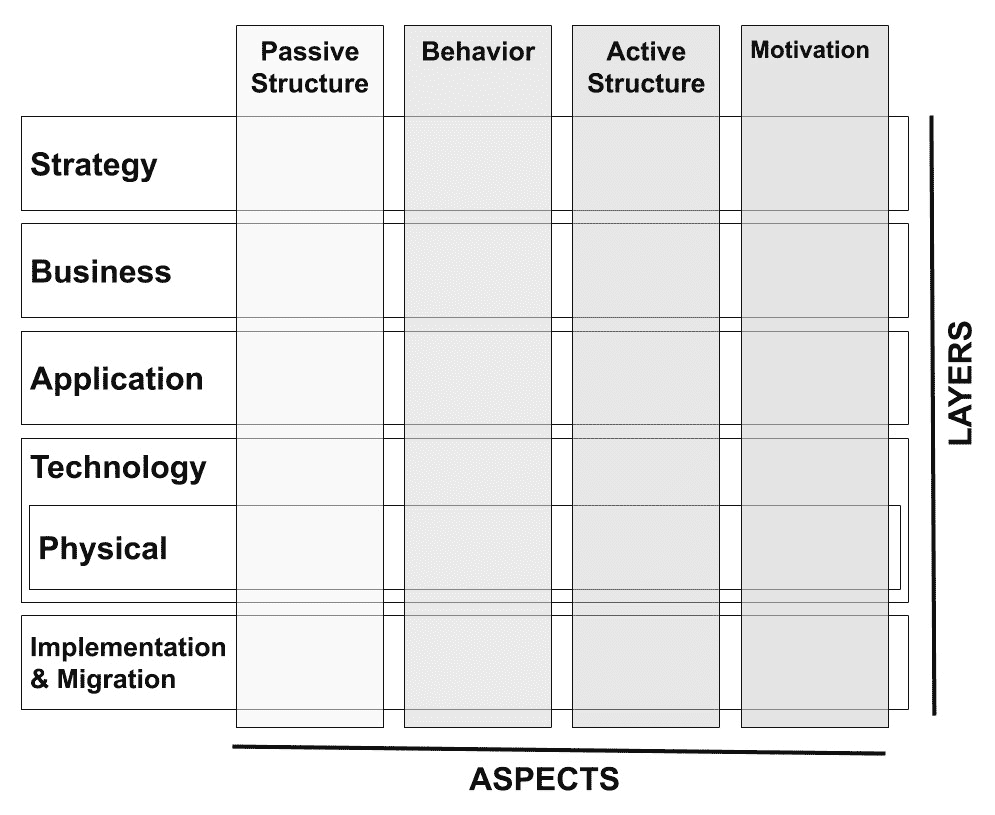 Passive
Structure
Behavior
Active
Structure
Motivation
Strategy
Business
Application
Technology
Physical
Implementation
& Migration
LAYERS
ASPECTS